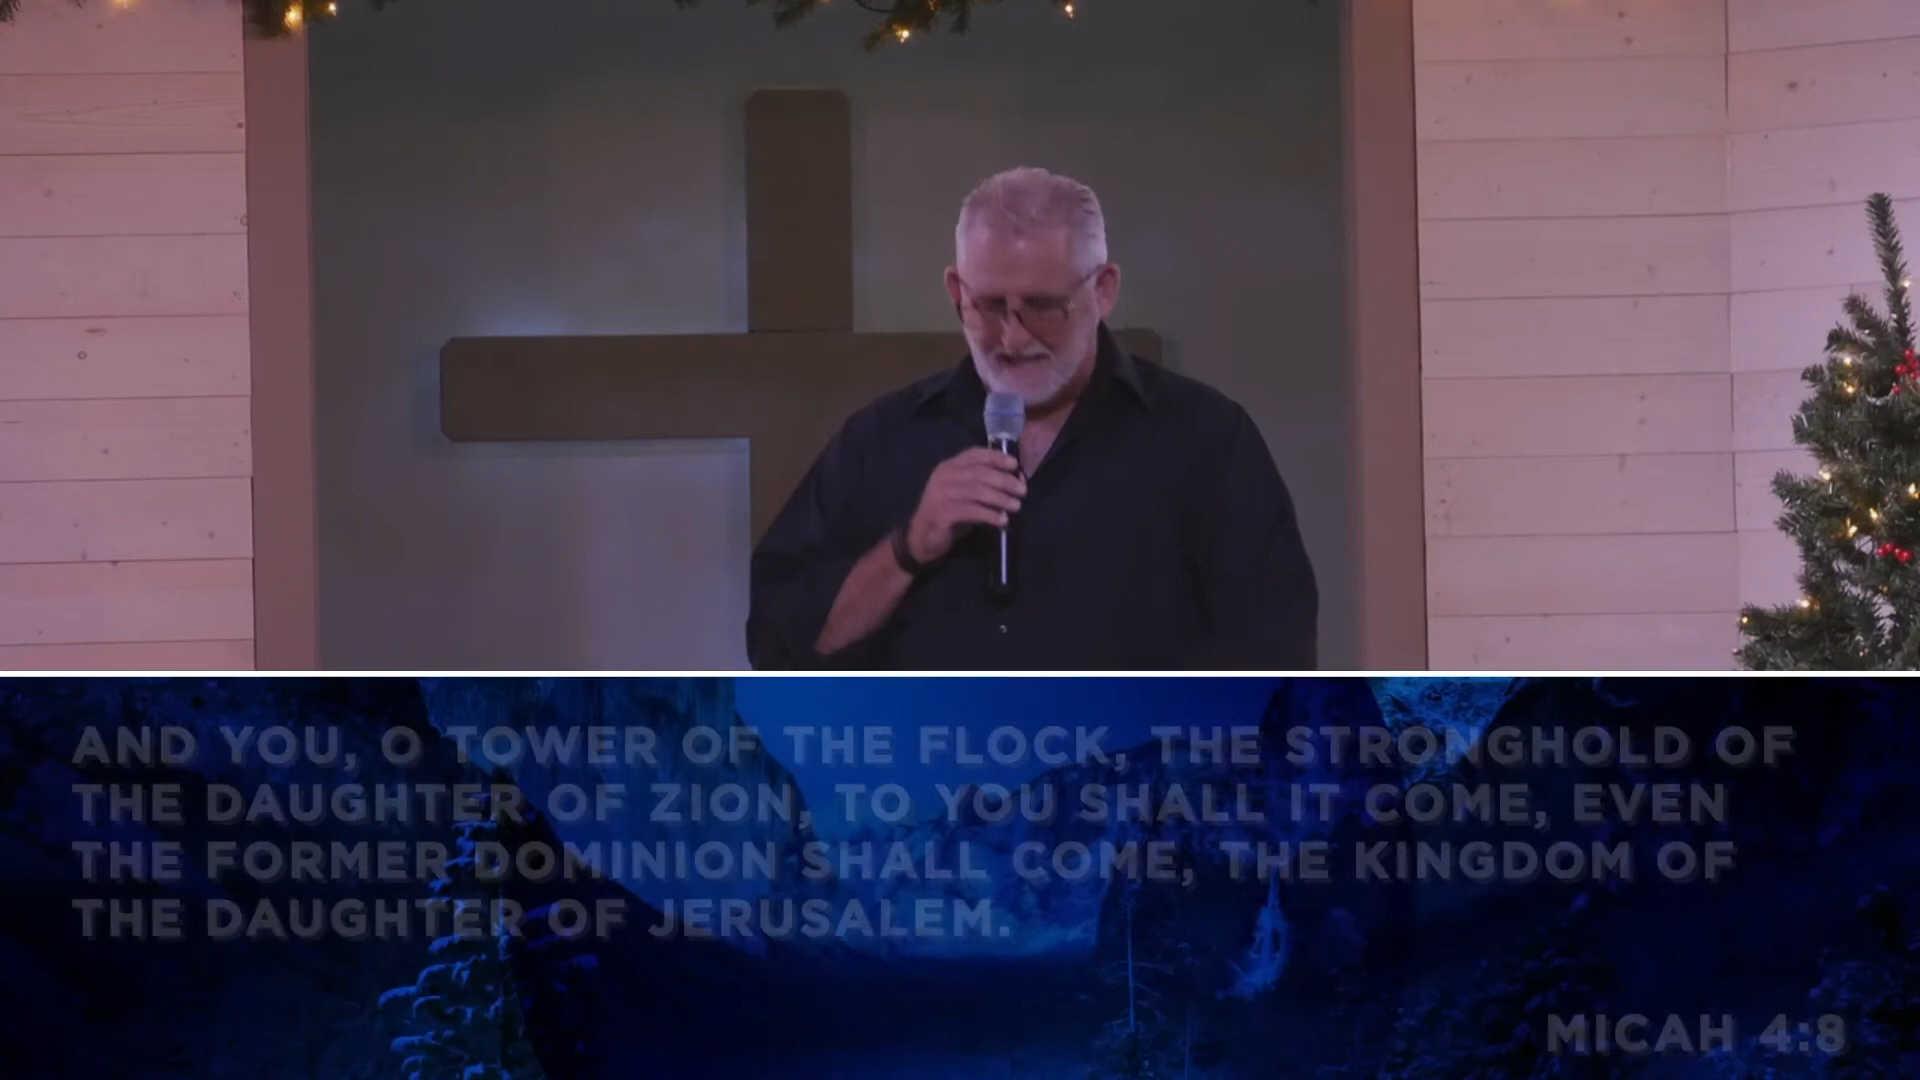 AND YOU, O TOWER OF THE FLOCK, THE STRONGHOLD OF
THE DAUGHTER OF ZION, TO YOU SHALL IT COME, EVEN
THE FORMER DOMINION SHALL COME, THE KINGDOM OF
THE DAUGHTER OF JERUSALEM.
MICAH 4:8